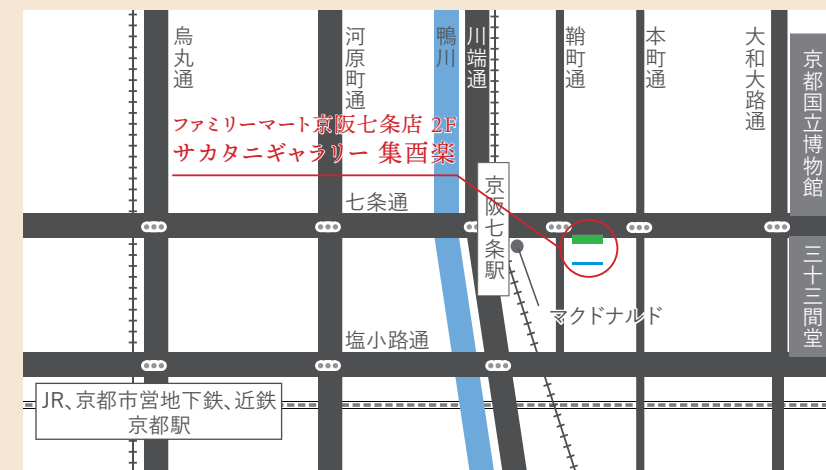 烏丸通
河原町通
鴨川
川端通
鞘町通
本町通
大和大路通
京都国立博物館
ファミリーマート京阪七条店 2F
サカタニギャラリー 集酉楽
七条通
京阪七条駅
三十三間堂
マクドナルド
塩小路通
JR、京都市営地下鉄、近鉄
京都駅